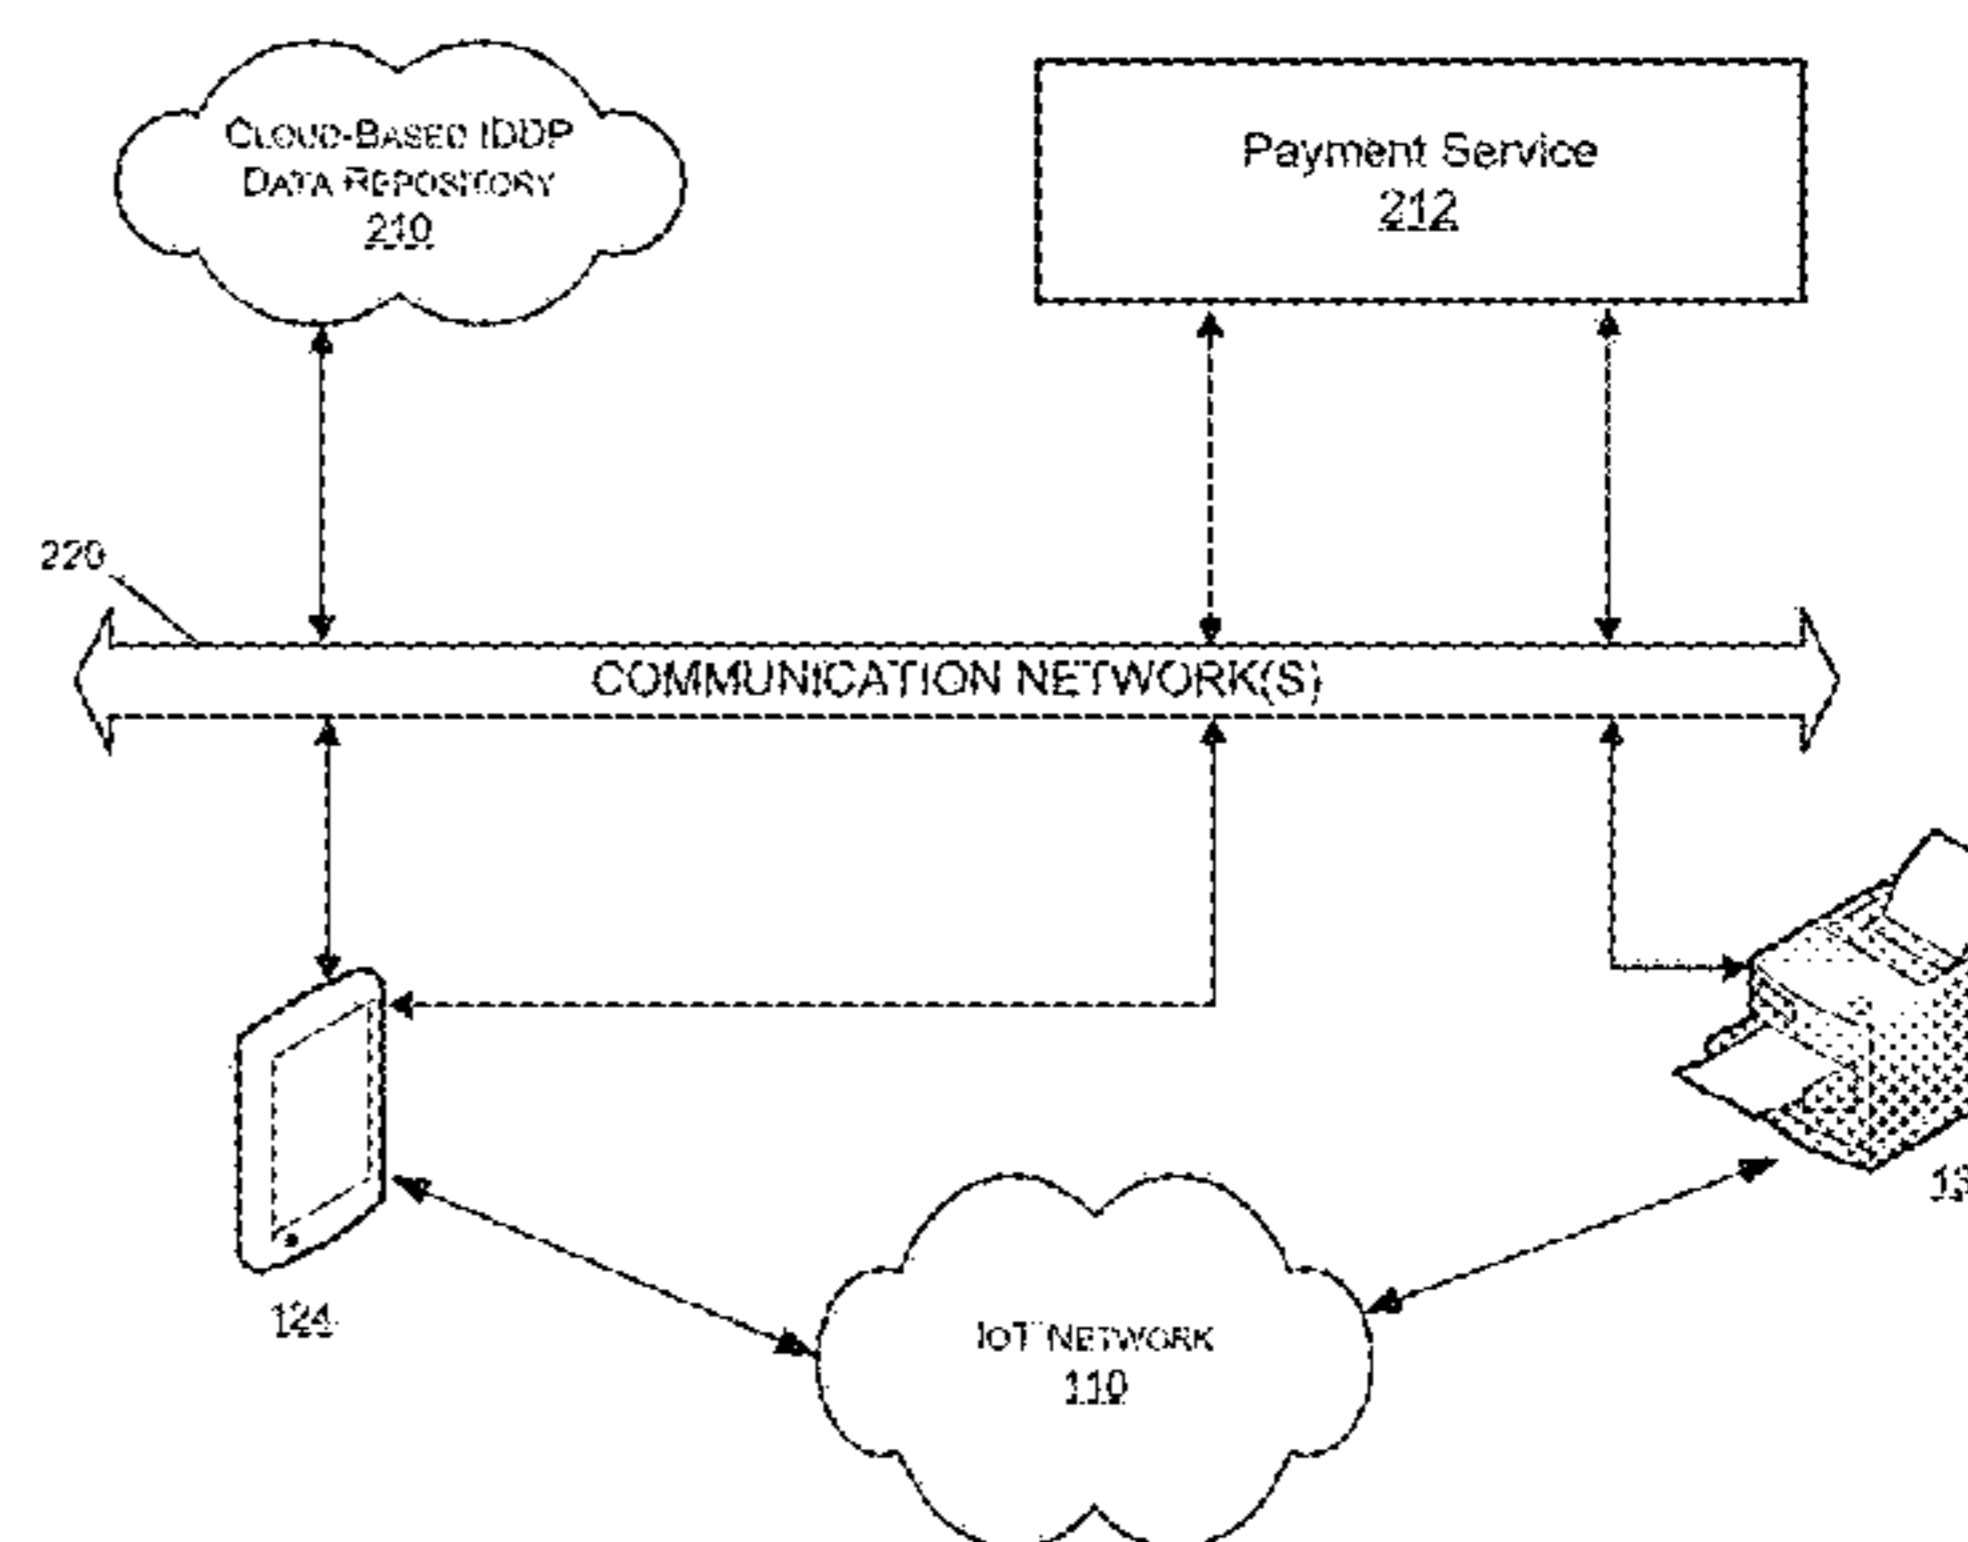 CLOUD-BASED IDDP
DATA REPOSITORY
210
Payment Service
212
220
COMMUNICATION NETWORK(S)
124
IOT NETWORK
110